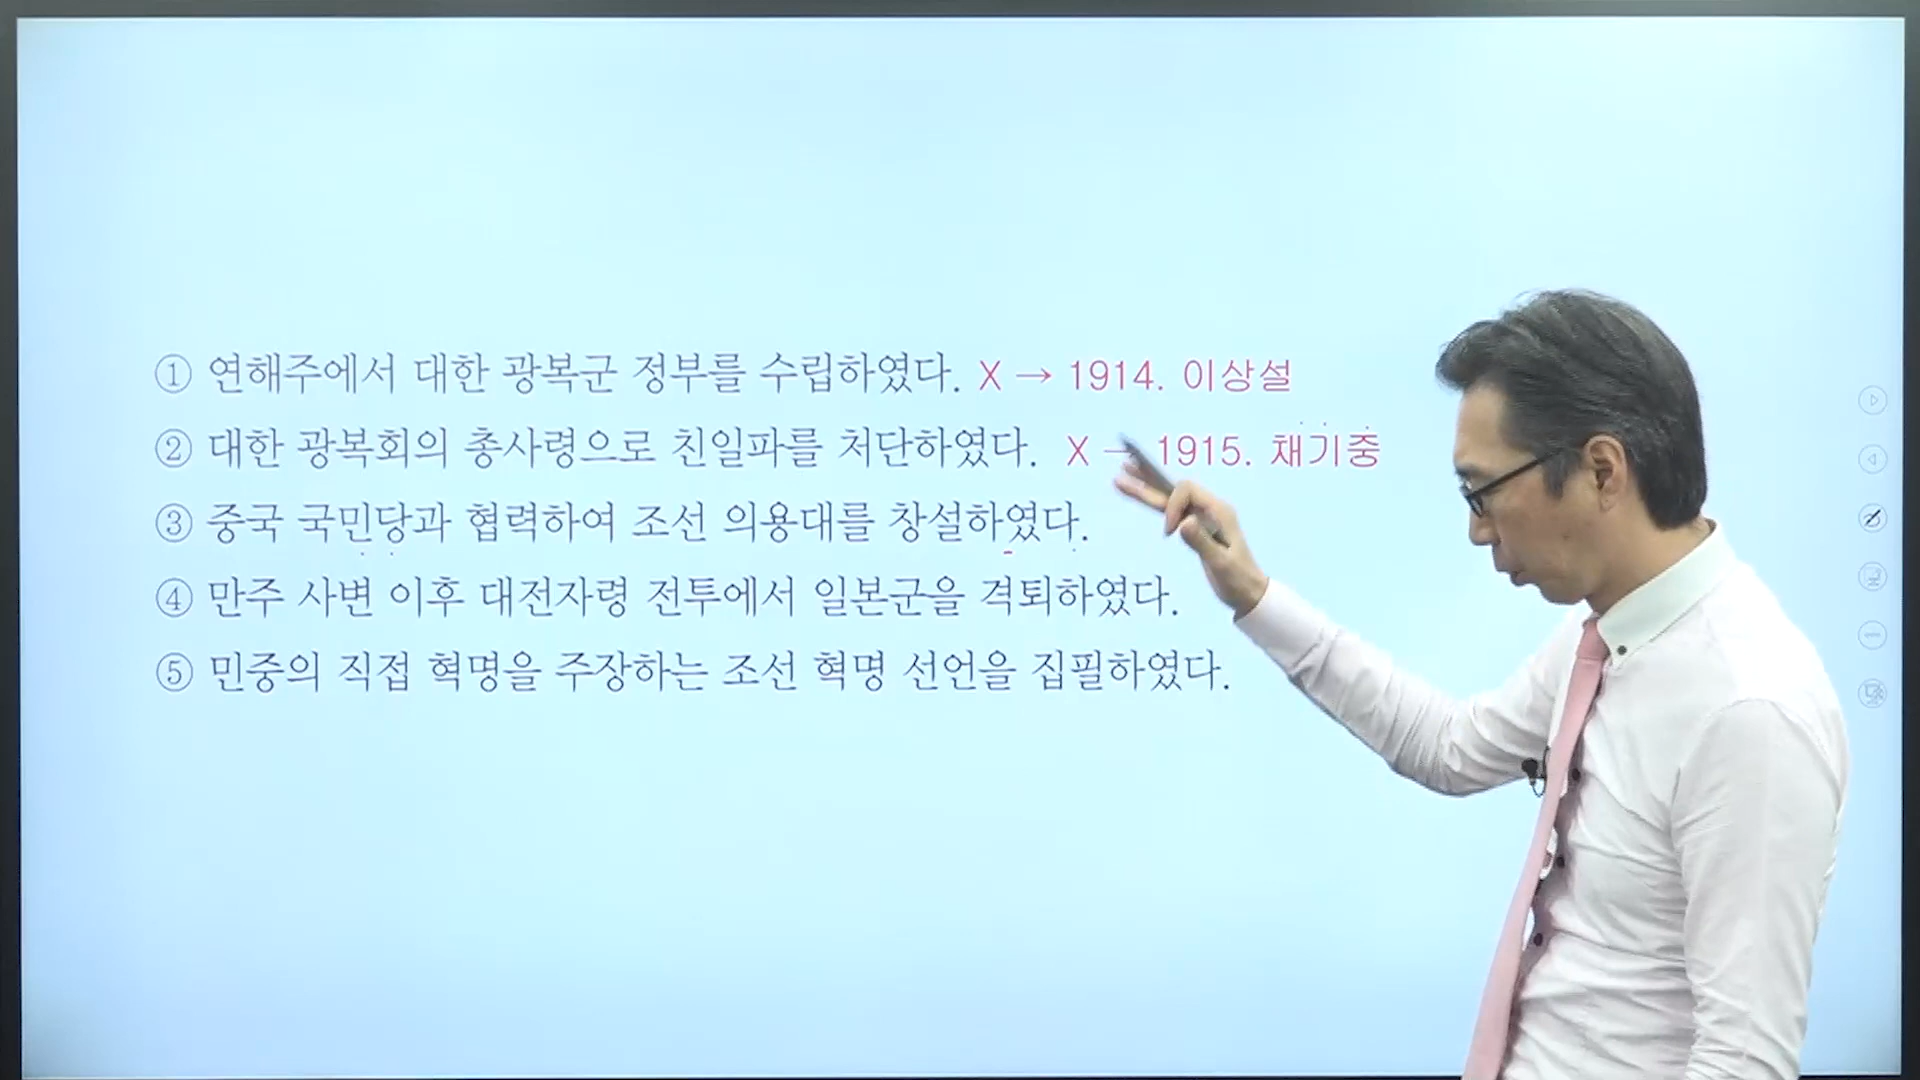 ① 연해주에서 대한 광복군 정부를 수립하였다. X → 1914. 이상설
② 대한 광복회의 총사령으로 친일파를 처단하였다. X → 1915. 채기중
③ 중국 국민당과 협력하여 조선 의용대를 창설하였다.
④ 만주 사변 이후 대전자령 전투에서 일본군을 격퇴하였다.
⑤ 민중의 직접 혁명을 주장하는 조선 혁명 선언을 집필하였다.